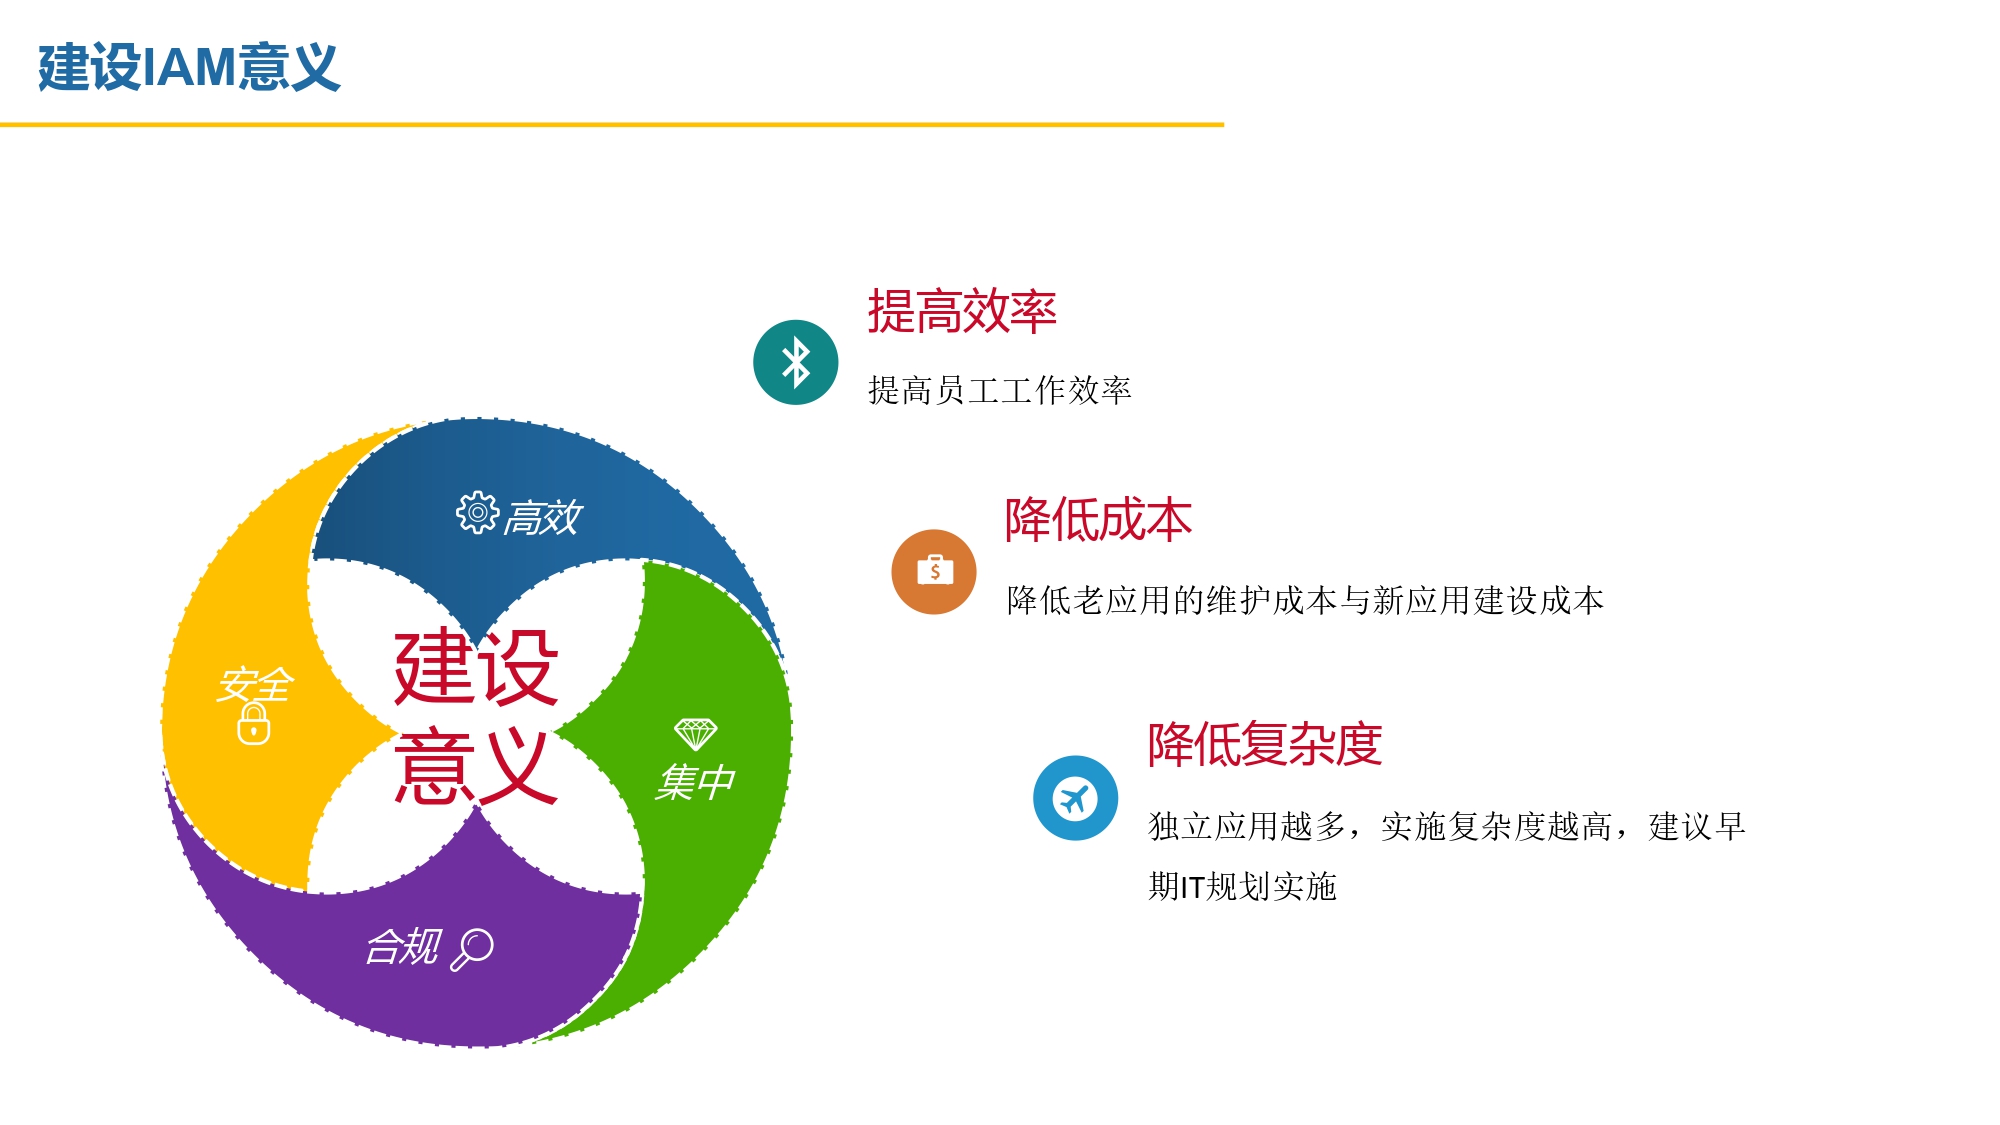 建设IAM意义
提高效率
提高员工工作效率
降低成本
降低老应用的维护成本与新应用建设成本
降低复杂度
独立应用越多，实施复杂度越高，建议早
期IT规划实施
高效
安全
建设
意义
集中
合规
$